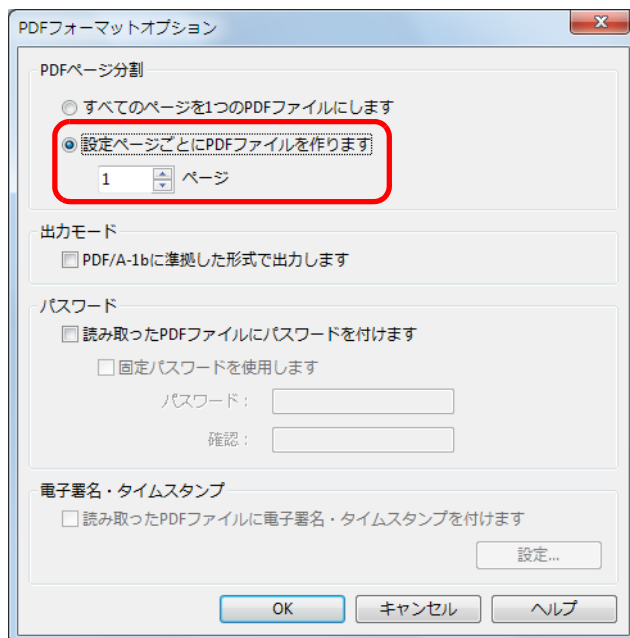 PDFフォーマットオプション
PDFページ分割
すべてのページを1つのPDFファイルにします
設定ページごとにPDFファイルを作ります
1 ページ
出力モード
PDF/A-1bに準拠した形式で出力します
パスワード
読み取ったPDFファイルにパスワードを付けます
固定パスワードを使用します
パスワード：
確認：
電子署名・タイムスタンプ
読み取ったPDFファイルに電子署名・タイムスタンプを付けます
設定...
OK キャンセル ヘルプ